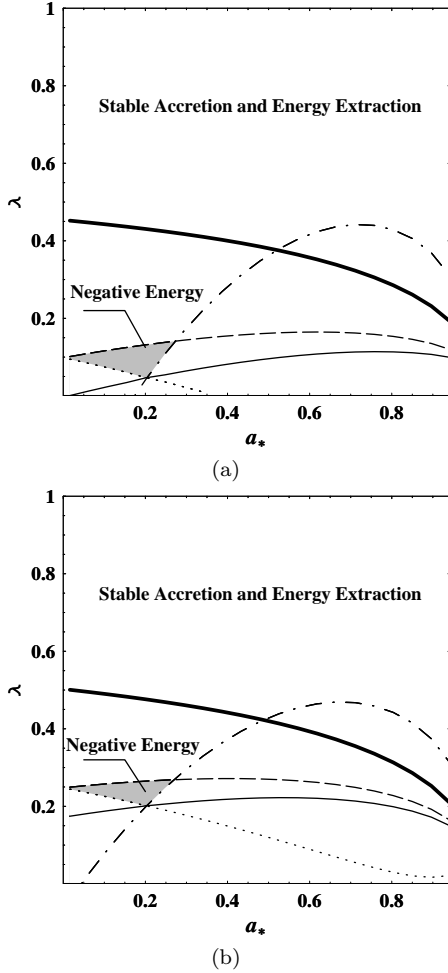 1
Stable Accretion and Energy Extraction
0.8
0.6
λ
0.4
Negative Energy
0.2
0.2 0.4 0.6 0.8
a*
(a)
1
0.8
Stable Accretion and Energy Extraction
0.6
λ
0.4
Negative Energy
0.2
0.2 0.4 0.6 0.8
a*
(b)